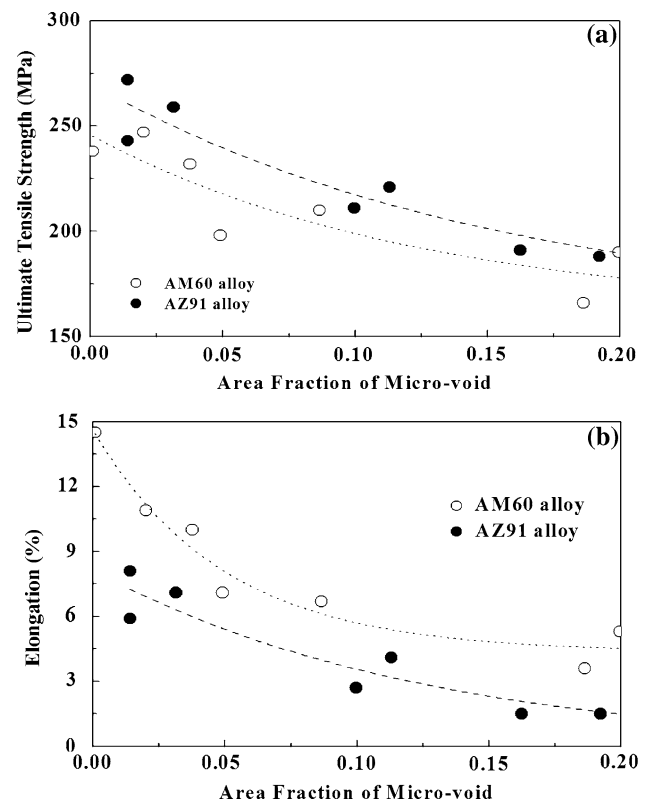 300
(a)
250
200
150
Ultimate Tensile Strength (MPa)
AM60 alloy
AZ91 alloy
0.00 0.05 0.10 0.15 0.20
Area Fraction of Micro-void
15
(b)
12
9
6
3
0
Elongation (%)
AM60 alloy
AZ91 alloy
0.00 0.05 0.10 0.15 0.20
Area Fraction of Micro-void